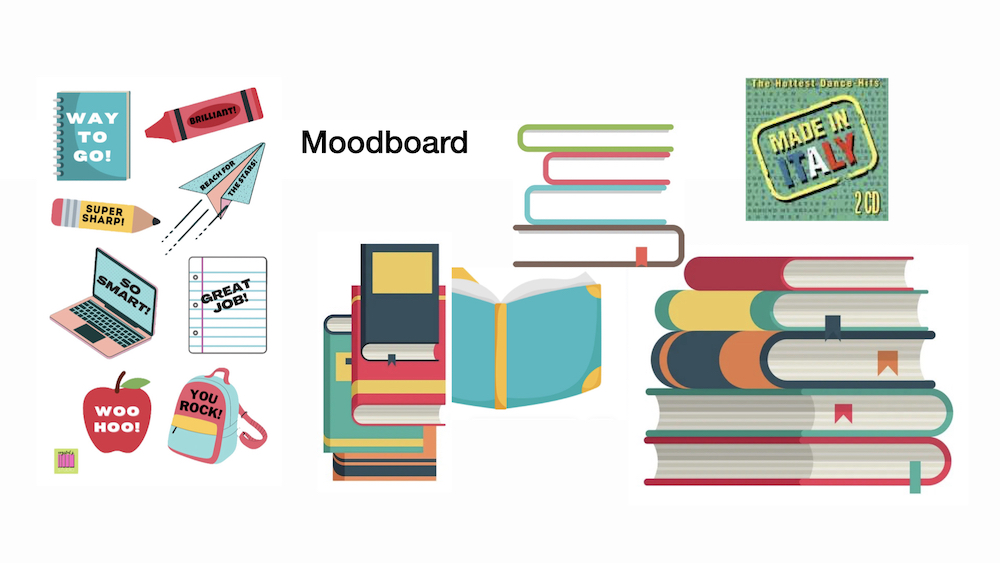 WAY
TO
GO!
BRILLIANT!
REACH FOR
THE STARS!
SUPER
SHARP!
SO
SMART!
GREAT
JOB!
WOO
HOO!
YOU
ROCK!
Moodboard
The Hottest Dance Hits
MADE IN
ITALY
2 CD